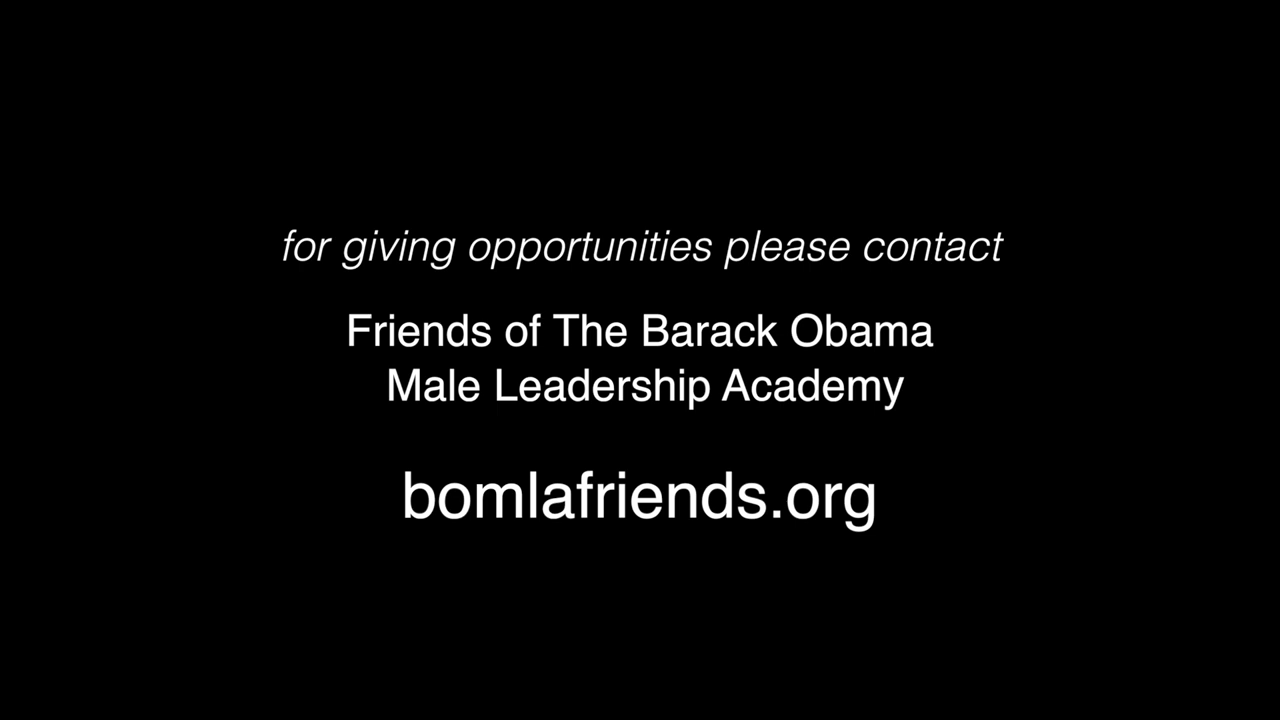 for giving opportunities please contact
Friends of The Barack Obama
Male Leadership Academy
bomlafriends.org